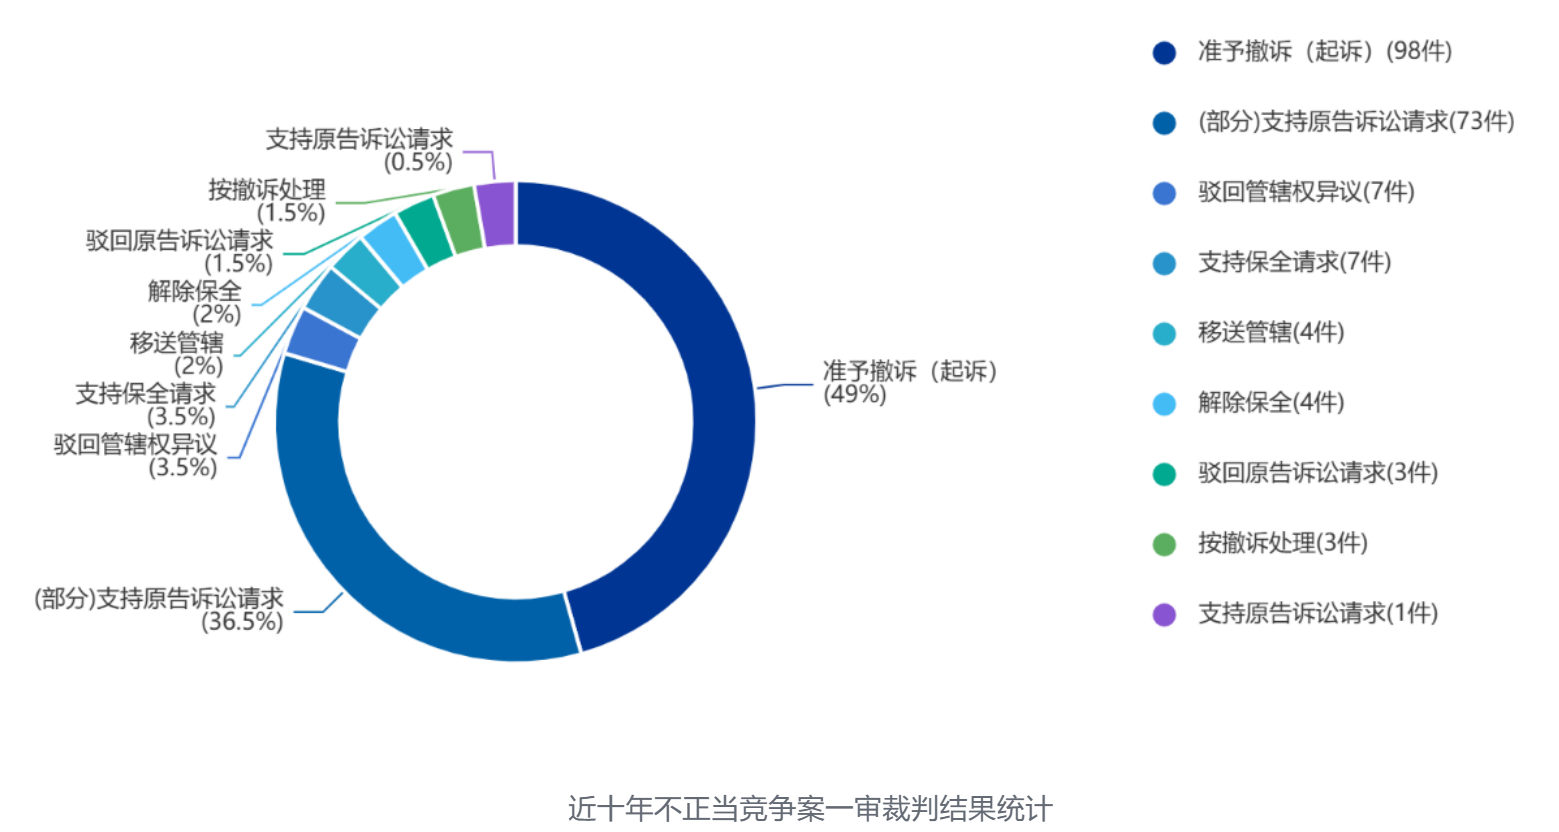 支持原告诉讼请求
(0.5%)
按撤诉处理
(1.5%)
驳回原告诉讼请求
(1.5%)
解除保全
(2%)
移送管辖
(2%)
支持保全请求
(3.5%)
驳回管辖权异议
(3.5%)
(部分)支持原告诉讼请求
(36.5%)
准予撤诉（起诉）
(49%)
准予撤诉（起诉）(98件)
(部分)支持原告诉讼请求(73件)
驳回管辖权异议(7件)
支持保全请求(7件)
移送管辖(4件)
解除保全(4件)
驳回原告诉讼请求(3件)
按撤诉处理(3件)
支持原告诉讼请求(1件)
近十年不正当竞争案一审裁判结果统计